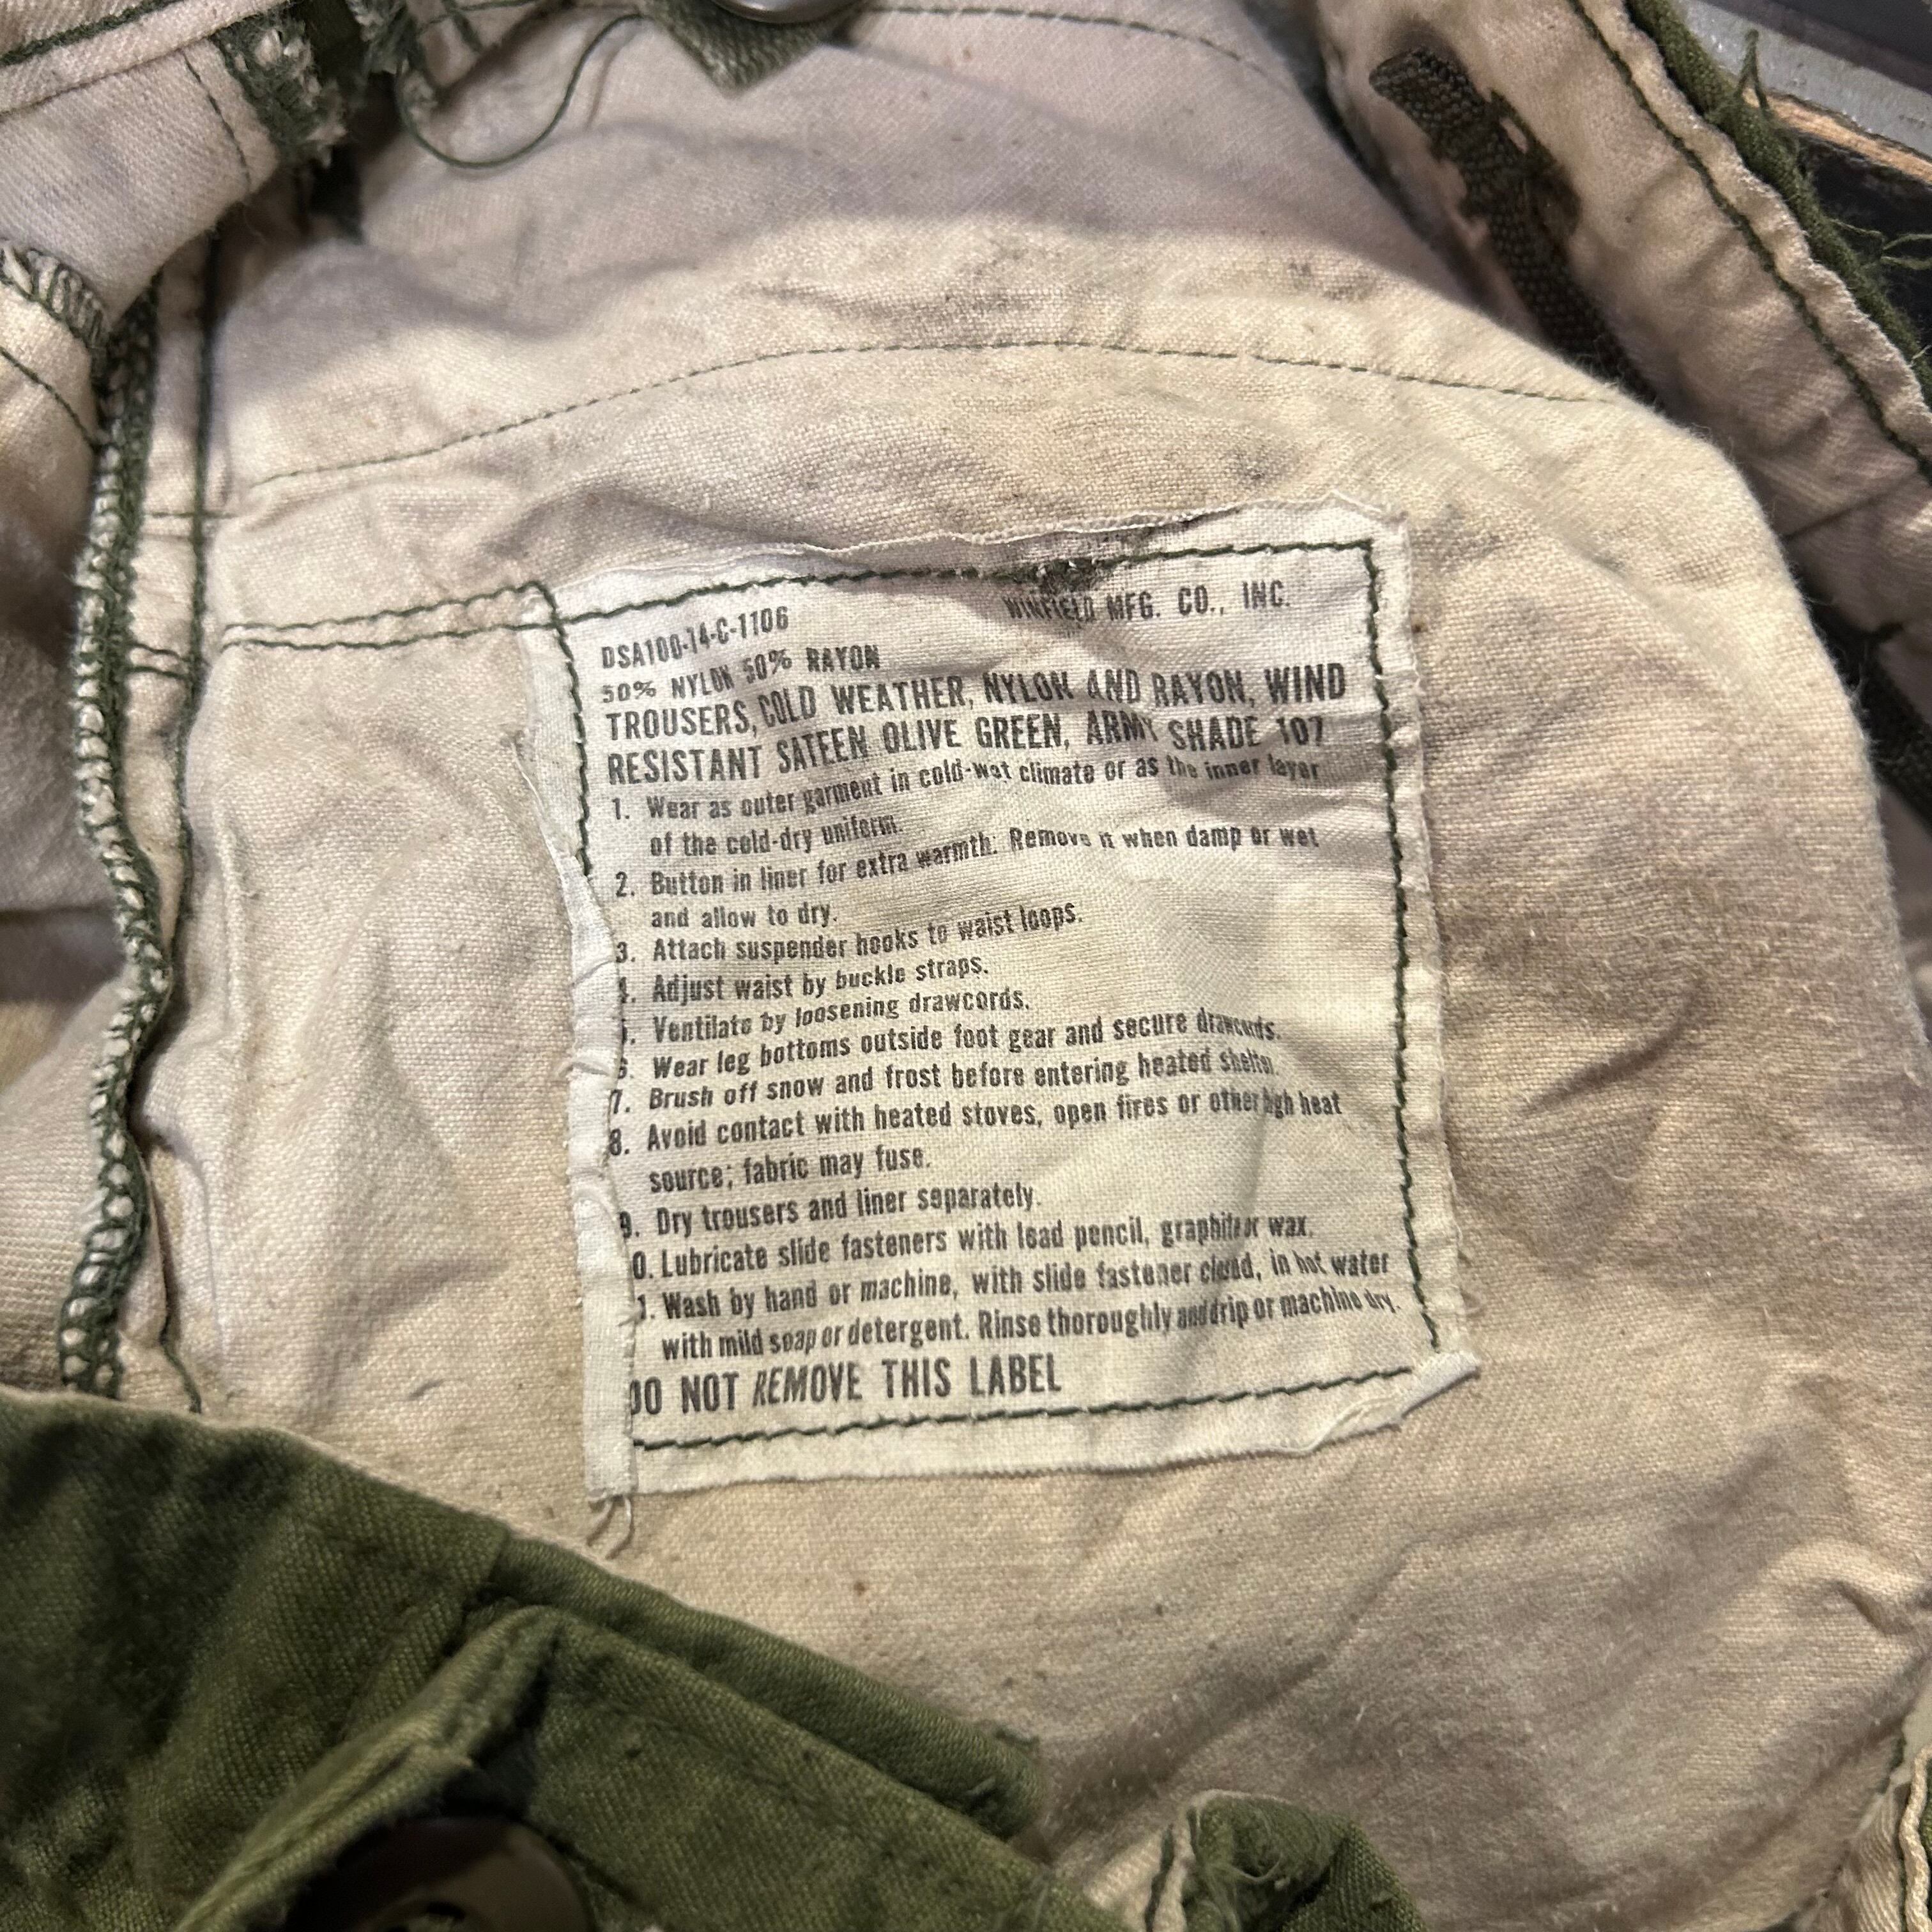 DSA100-74-C-1106 WINFIELD MFG. CO., INC.
50% NYLON 50% RAYON
TROUSERS, COLD WEATHER, NYLON AND RAYON, WIND
RESISTANT SATEEN OLIVE GREEN, ARMY SHADE 107
1. Wear as outer garment in cold-wet climate or as the inner layer
of the cold-dry uniform.
2. Button in liner for extra warmth. Remove it when damp or wet
and allow to dry.
3. Attach suspender hooks to waist loops.
4. Adjust waist by buckle straps.
5. Ventilate by loosening drawcords.
6. Wear leg bottoms outside foot gear and secure drawcords.
7. Brush off snow and frost before entering heated shelter.
8. Avoid contact with heated stoves, open fires or other high heat
source; fabric may fuse.
9. Dry trousers and liner separately.
0. Lubricate slide fasteners with lead pencil, graphite or wax.
1. Wash by hand or machine, with slide fastener closed, in hot water
with mild soap or detergent. Rinse thoroughly and drip or machine dry.
DO NOT REMOVE THIS LABEL